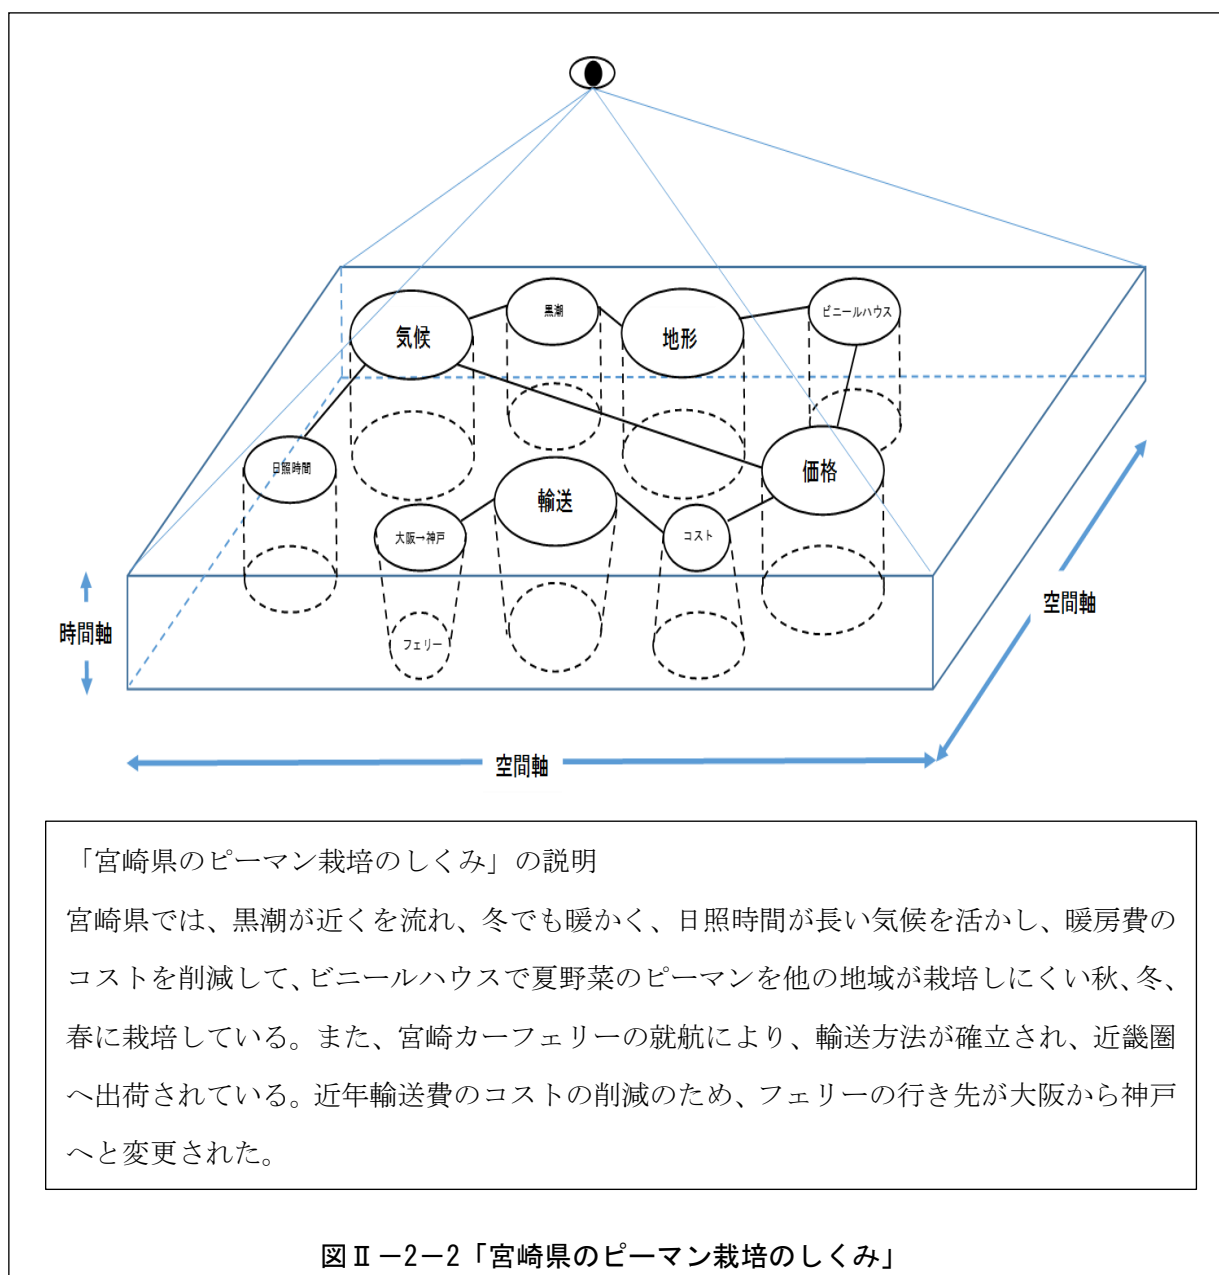 気候
黒潮
地形
ビニールハウス
日照時間
大阪→神戸
輸送
コスト
価格
フェリー
時間軸
空間軸
空間軸
「宮崎県のピーマン栽培のしくみ」の説明
宮崎県では、黒潮が近くを流れ、冬でも暖かく、日照時間が長い気候を活かし、暖房費の
コストを削減して、ビニールハウスで夏野菜のピーマンを他の地域が栽培しにくい秋、冬、
春に栽培している。また、宮崎カーフェリーの就航により、輸送方法が確立され、近畿圏
へ出荷されている。近年輸送費のコストの削減のため、フェリーの行き先が大阪から神戸
へと変更された。
図Ⅱ－2－2「宮崎県のピーマン栽培のしくみ」